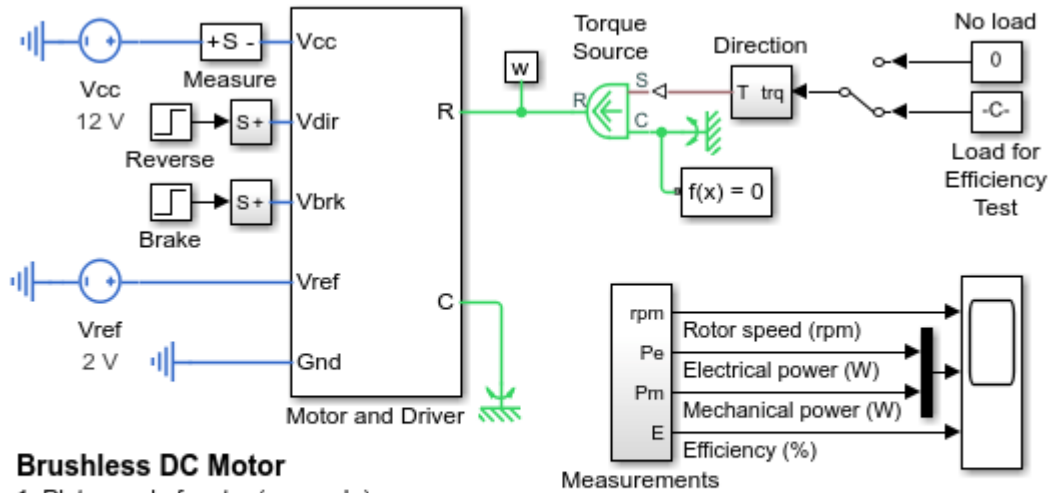 Vcc
12 V
+S -
Measure
Reverse
S+
Brake
S+
Vref
2 V
Vcc
Vdir
Vbrk
Vref
Gnd
R
C
Motor and Driver
w
Torque
Source
R
S
C
f(x) = 0
Direction
T trq
No load
0
-C-
Load for
Efficiency
Test
rpm
Pe
Pm
E
Measurements
Rotor speed (rpm)
Electrical power (W)
Mechanical power (W)
Efficiency (%)
Brushless DC Motor